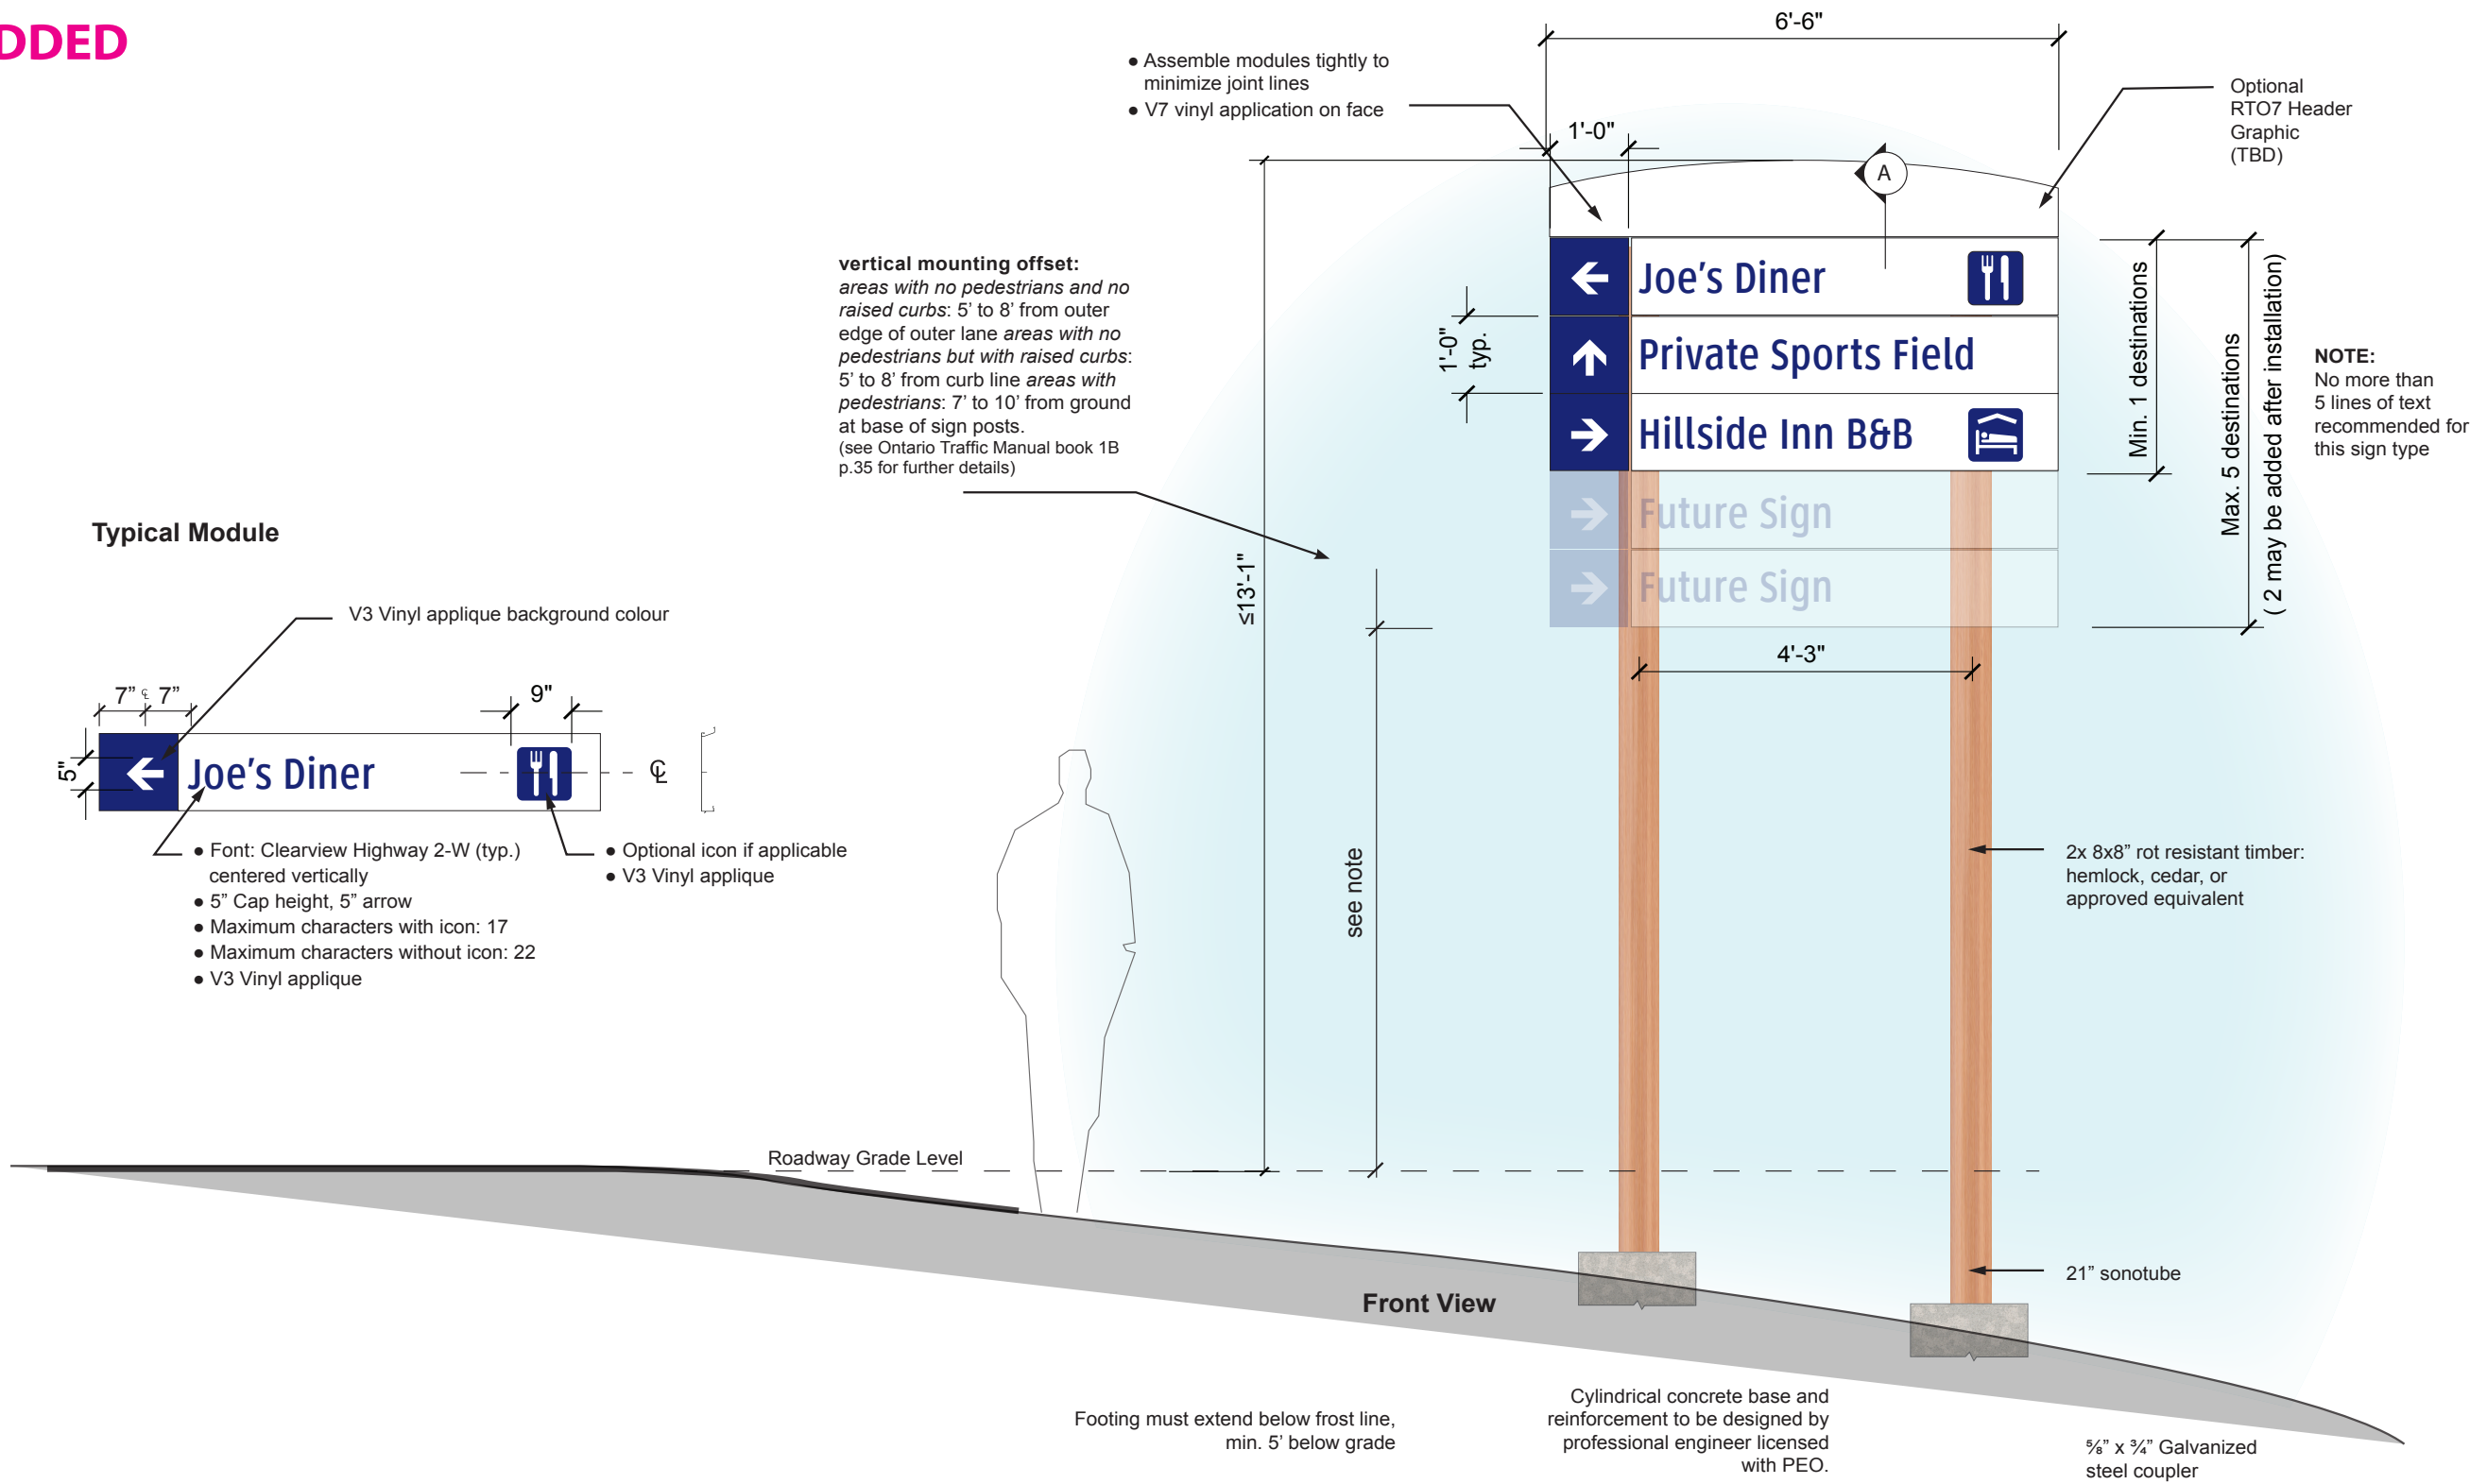 DDED
6'-6"
● Assemble modules tightly to
minimize joint lines
● V7 vinyl application on face
1'-0"
Optional
RTO7 Header
Graphic
(TBD)
A
vertical mounting offset:
areas with no pedestrians and no
raised curbs: 5' to 8' from outer
edge of outer lane areas with no
pedestrians but with raised curbs:
5' to 8' from curb line areas with
pedestrians: 7' to 10' from ground
at base of sign posts.
(see Ontario Traffic Manual book 1B
p.35 for further details)
Joe's Diner
Private Sports Field
Hillside Inn B&B
Future Sign
Future Sign
1'-0"
typ.
Min. 1 destinations
Max. 5 destinations
( 2 may be added after installation)
NOTE:
No more than
5 lines of text
recommended for
this sign type
≤13'-1"
see note
4'-3"
Typical Module
V3 Vinyl applique background colour
7" ℄ 7"
9"
5"
Joe's Diner
℄
● Font: Clearview Highway 2-W (typ.)
centered vertically
● 5" Cap height, 5" arrow
● Maximum characters with icon: 17
● Maximum characters without icon: 22
● V3 Vinyl applique
● Optional icon if applicable
● V3 Vinyl applique
2x 8x8" rot resistant timber:
hemlock, cedar, or
approved equivalent
Roadway Grade Level
21" sonotube
Front View
Footing must extend below frost line,
min. 5' below grade
Cylindrical concrete base and
reinforcement to be designed by
professional engineer licensed
with PEO.
⅝" x ¾" Galvanized
steel coupler